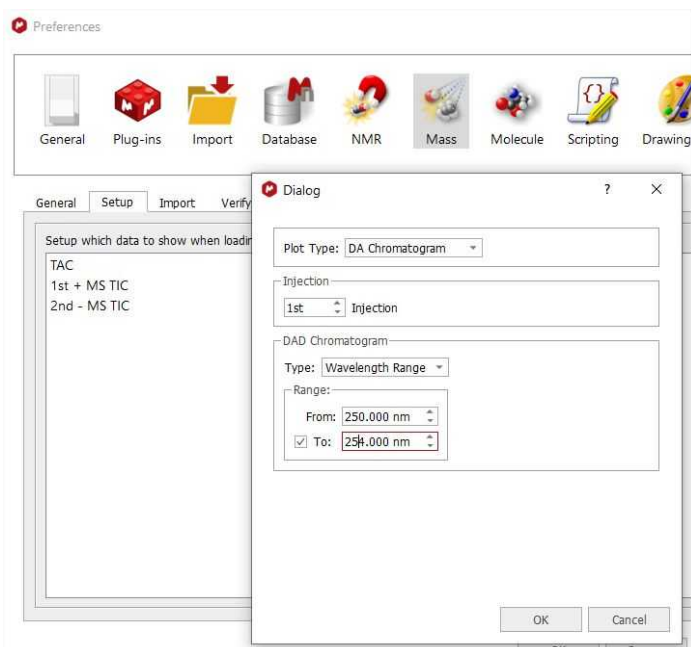 Preferences
General Plug-ins Import Database NMR Mass Molecule Scripting Drawing
General Setup Import Verify
Setup which data to show when loadin
TAC
1st + MS TIC
2nd - MS TIC
Dialog ? ×
Plot Type: DA Chromatogram
Injection
1st Injection
DAD Chromatogram
Type: Wavelength Range
Range:
From: 250.000 nm
To: 254.000 nm
OK Cancel